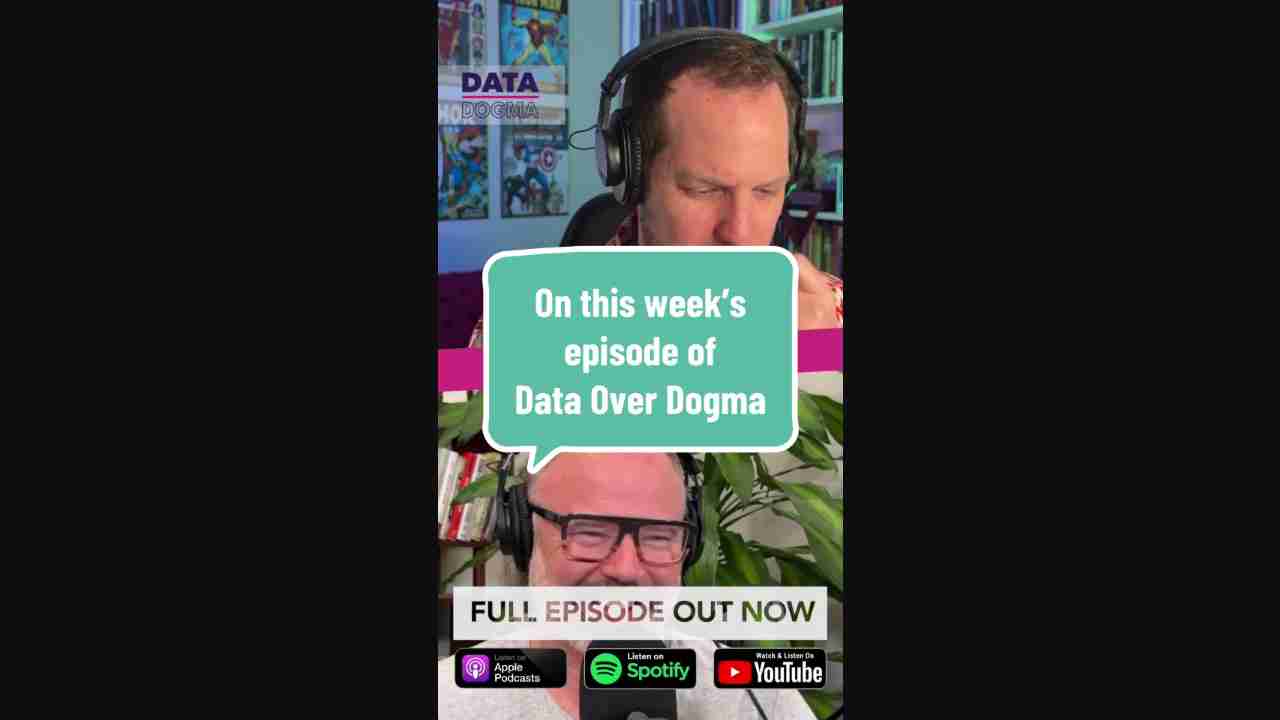 DATA
DOGMA
On this week's
episode of
Data Over Dogma
FULL EPISODE OUT NOW
Listen on
Apple
Podcasts
Listen on
Spotify
Watch & Listen On
YouTube